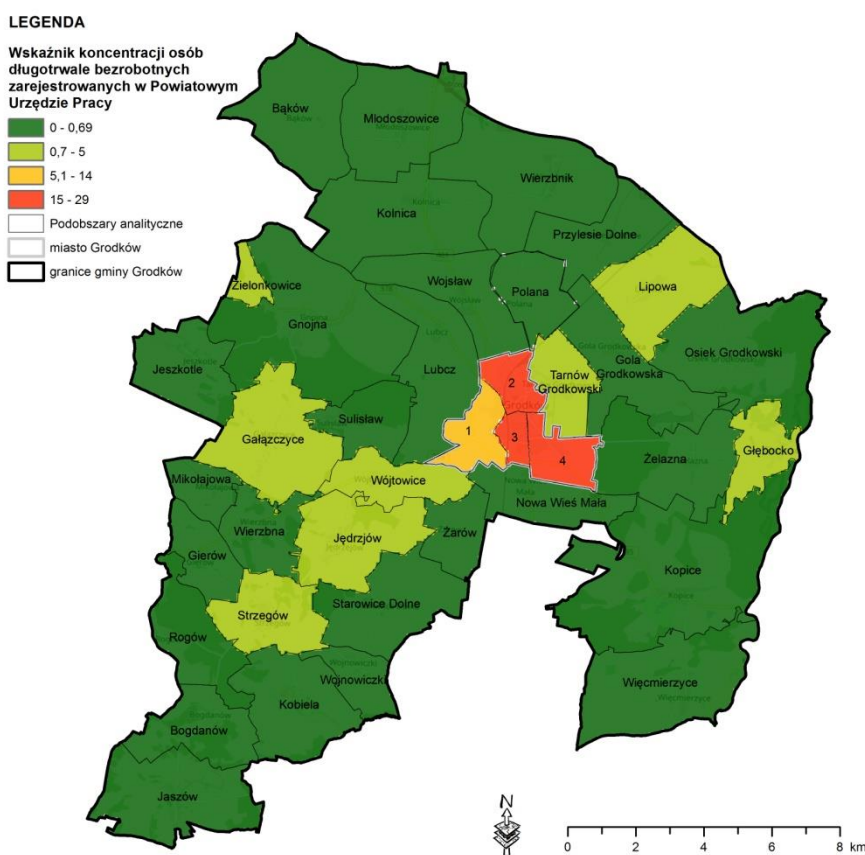 LEGENDA
Wskaźnik koncentracji osób
długotrwale bezrobotnych
zarejestrowanych w Powiatowym
Urzędzie Pracy
0 - 0,69
0,7 - 5
5,1 - 14
15 - 29
Podobszary analityczne
miasto Grodków
granice gminy Grodków
Bąków
Młodoszowice
Wierzbnik
Kolnica
Przylesie Dolne
Wojsław
Polana
Lipowa
Zielonkowice
Gnojna
Jeszkotle
Lubcz
Tarnów
Grodkowski
Gola
Grodkowska
Osiek Grodkowski
2
1
3
4
Sulisław
Gałązczyce
Głębocko
Żelazna
Mikołajowa
Wójtowice
Nowa Wieś Mała
Wierzbna
Jędrzjów
Żarów
Gierów
Kopice
Strzegów
Starowice Dolne
Rogów
Wojnowiczki
Więcmierzyce
Kobiela
Bogdanów
Jaszów
N
0 2 4 6 8 km